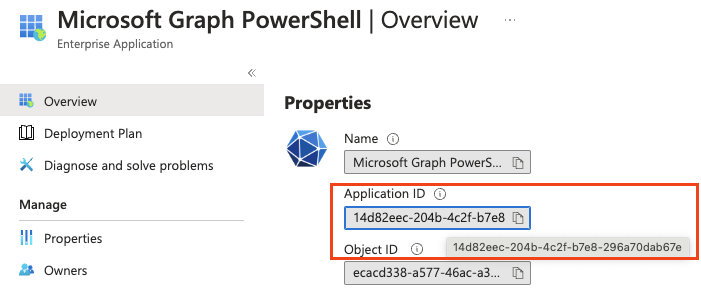 Microsoft Graph PowerShell | Overview ...
Enterprise Application
«
Overview
Deployment Plan
Diagnose and solve problems
Manage
Properties
Owners
Properties
Name
Microsoft Graph PowerS...
Application ID
14d82eec-204b-4c2f-b7e8
Object ID
14d82eec-204b-4c2f-b7e8-296a70dab67e
ecacd338-a577-46ac-a3...